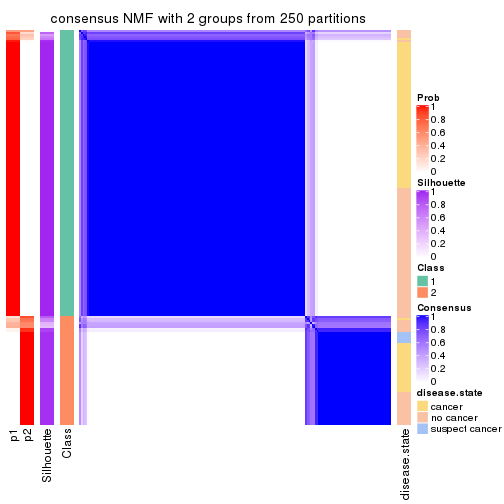 consensus NMF with 2 groups from 250 partitions
Prob
1
0.8
0.6
0.4
0.2
0
Silhouette
1
0.8
0.6
0.4
0.2
0
Class
1
2
Consensus
1
0.8
0.6
0.4
0.2
0
disease.state
cancer
no cancer
suspect cancer
p1
p2
Silhouette
Class
disease.state